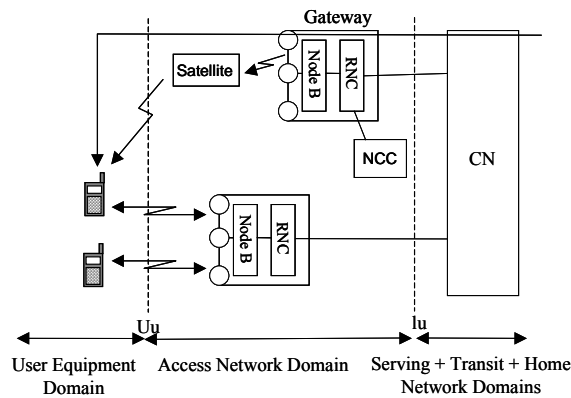 Gateway
Satellite
Node B
RNC
NCC
CN
Node B
RNC
Uu
Iu
User Equipment
Domain
Access Network Domain
Serving + Transit + Home
Network Domains